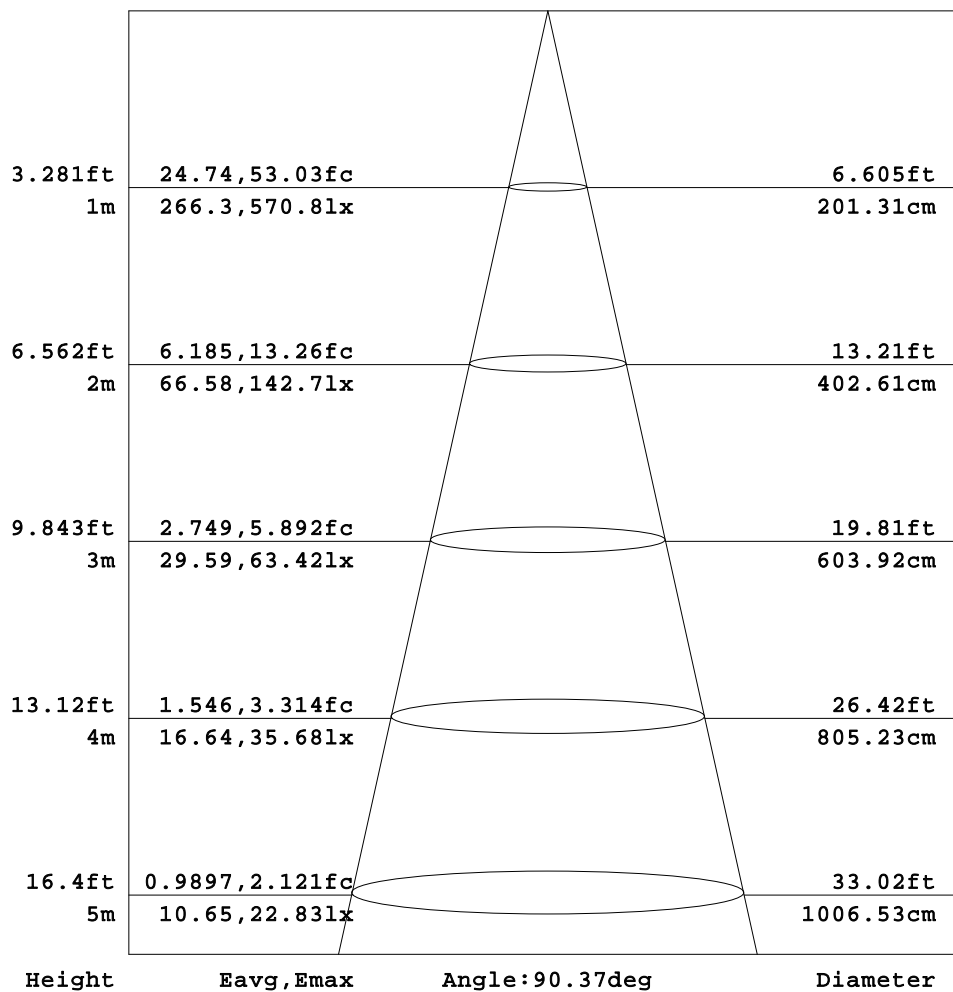 3.281ft 24.74,53.03fc 6.605ft
1m 266.3,570.8lx 201.31cm
6.562ft 6.185,13.26fc 13.21ft
2m 66.58,142.7lx 402.61cm
9.843ft 2.749,5.892fc 19.81ft
3m 29.59,63.42lx 603.92cm
13.12ft 1.546,3.314fc 26.42ft
4m 16.64,35.68lx 805.23cm
16.4ft 0.9897,2.121fc 33.02ft
5m 10.65,22.83lx 1006.53cm
Height Eavg,Emax Angle:90.37deg Diameter